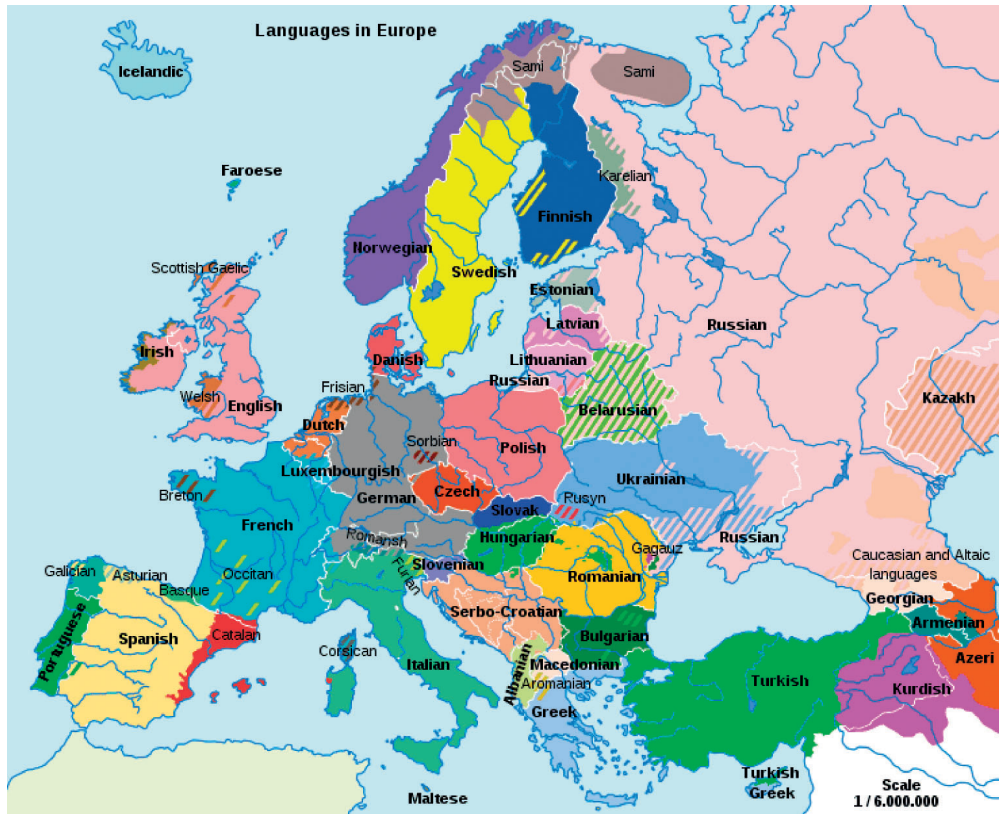 Languages in Europe
Icelandic
Sami
Sami
Faroese
Karelian
Finnish
Norwegian
Scottish Gaelic
Swedish
Estonian
Latvian
Russian
Irish
Danish
Lithuanian
Russian
Frisian
Welsh
English
Belarusian
Kazakh
Dutch
Sorbian
Polish
Luxembourgish
Ukrainian
Breton
German
Czech
Rusyn
French
Slovak
Romansh
Hungarian
Russian
Gagauz
Galician
Asturian
Basque
Occitan
Furlan
Slovenian
Romanian
Caucasian and Altaic
languages
Georgian
Portuguese
Spanish
Catalan
Serbo-Croatian
Armenian
Bulgarian
Corsican
Italian
Albanian
Macedonian
Azeri
Aromanian
Turkish
Kurdish
Greek
Turkish
Greek
Maltese
Scale
1 / 6.000.000